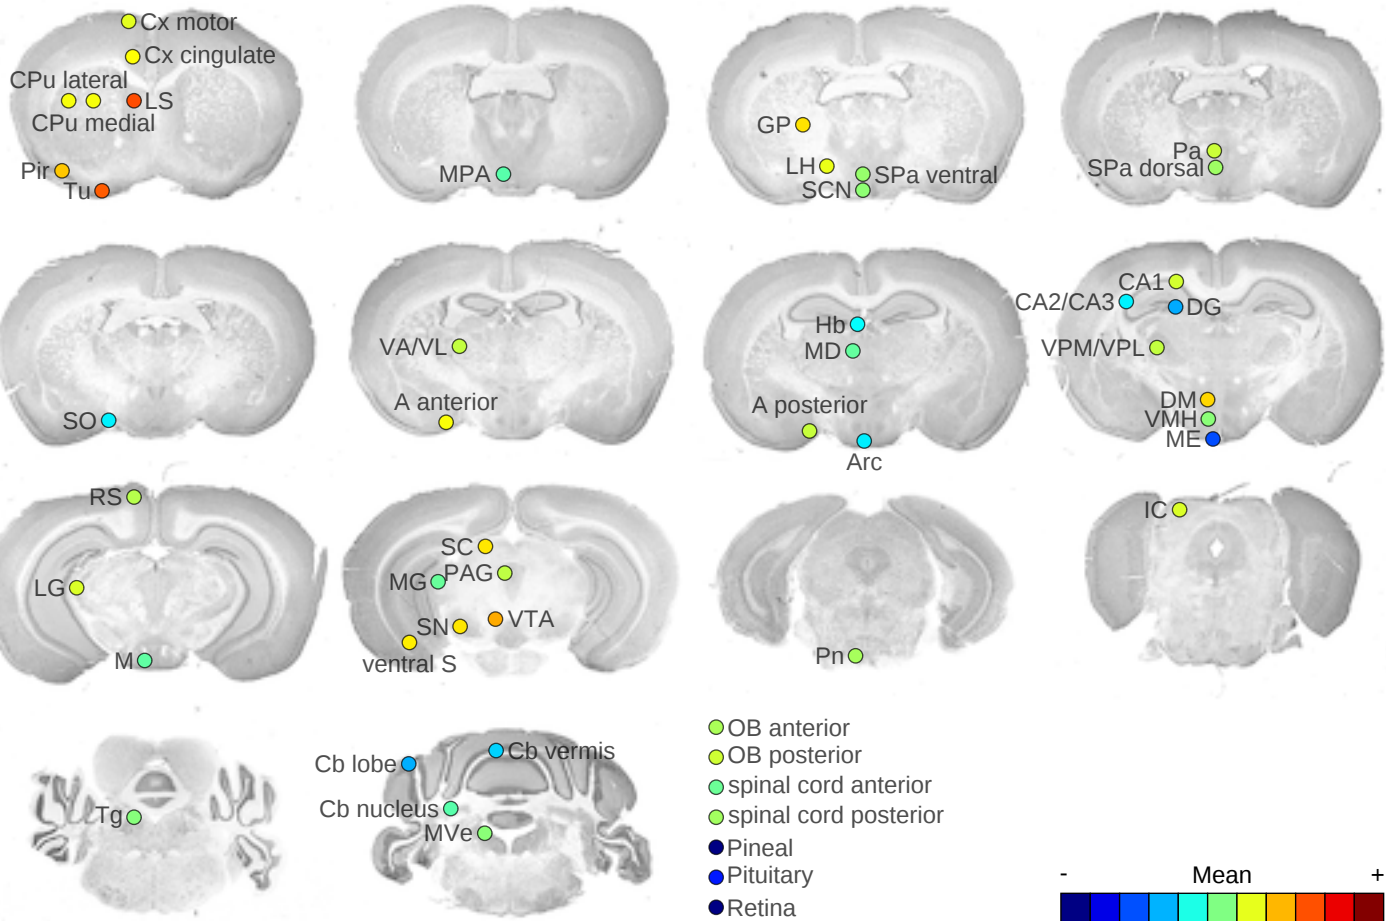 Cx motor
Cx cingulate
CPu lateral
LS
CPu medial
Pir
Tu
MPA
GP
LH
SPa ventral
SCN
Pa
SPa dorsal
SO
VA/VL
A anterior
Hb
MD
A posterior
Arc
CA1
CA2/CA3
DG
VPM/VPL
DM
VMH
ME
RS
LG
M
SC
PAG
MG
SN
VTA
ventral S
Pn
IC
Tg
Cb lobe
Cb vermis
Cb nucleus
MVe
OB anterior
OB posterior
spinal cord anterior
spinal cord posterior
Pineal
Pituitary
Retina
- Mean +